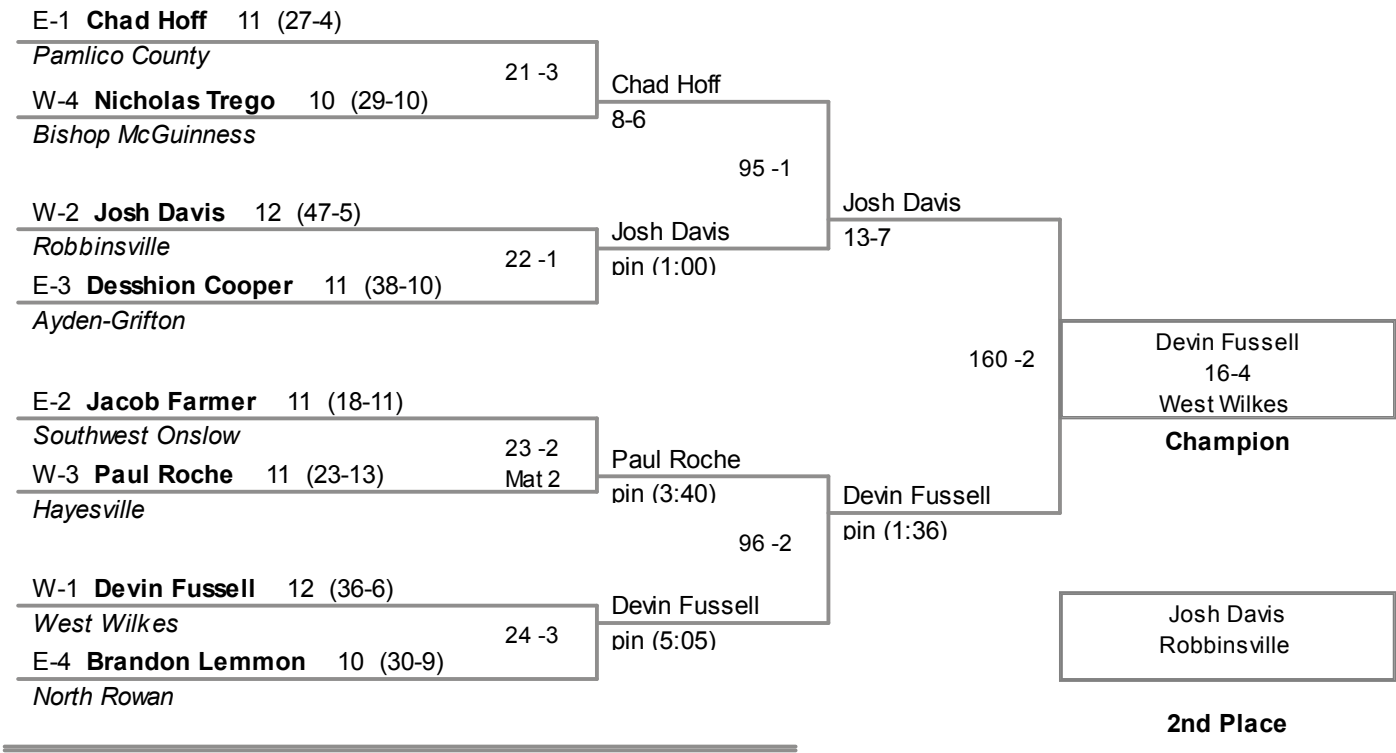 E-1 Chad Hoff 11 (27-4)
Pamlico County
21 -3
W-4 Nicholas Trego 10 (29-10)
Bishop McGuinness
Chad Hoff
8-6
95 -1
W-2 Josh Davis 12 (47-5)
Robbinsville
22 -1
E-3 Desshion Cooper 11 (38-10)
Ayden-Grifton
Josh Davis
pin (1:00)
Josh Davis
13-7
160 -2
E-2 Jacob Farmer 11 (18-11)
Southwest Onslow
23 -2
Mat 2
W-3 Paul Roche 11 (23-13)
Hayesville
Paul Roche
pin (3:40)
96 -2
W-1 Devin Fussell 12 (36-6)
West Wilkes
24 -3
E-4 Brandon Lemmon 10 (30-9)
North Rowan
Devin Fussell
pin (5:05)
Devin Fussell
pin (1:36)
Devin Fussell
16-4
West Wilkes
Champion
Josh Davis
Robbinsville
2nd Place